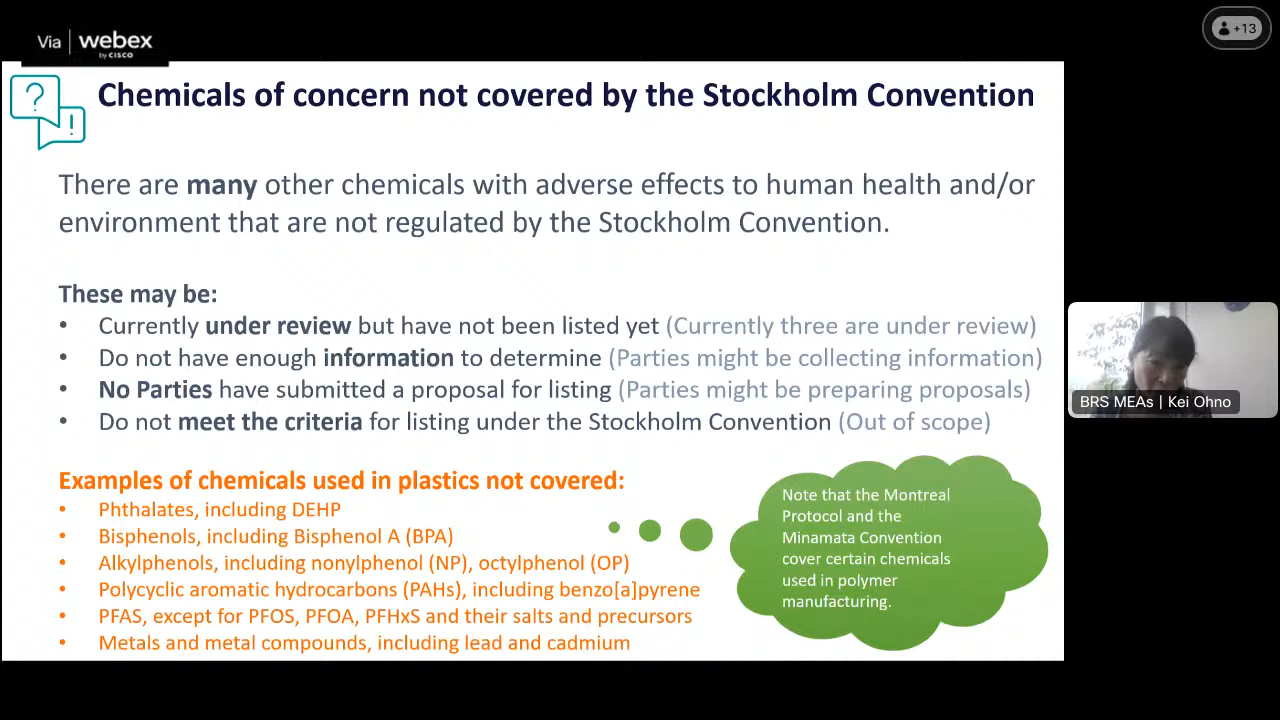 Via webex
by CISCO
+13
Chemicals of concern not covered by the Stockholm Convention
There are many other chemicals with adverse effects to human health and/or
environment that are not regulated by the Stockholm Convention.
These may be:
• Currently under review but have not been listed yet (Currently three are under review)
• Do not have enough information to determine (Parties might be collecting information)
• No Parties have submitted a proposal for listing (Parties might be preparing proposals)
• Do not meet the criteria for listing under the Stockholm Convention (Out of scope)
BRS MEAs | Kei Ohno
Examples of chemicals used in plastics not covered:
• Phthalates, including DEHP
• Bisphenols, including Bisphenol A (BPA)
• Alkylphenols, including nonylphenol (NP), octylphenol (OP)
• Polycyclic aromatic hydrocarbons (PAHs), including benzo[a]pyrene
• PFAS, except for PFOS, PFOA, PFHxS and their salts and precursors
• Metals and metal compounds, including lead and cadmium
Note that the Montreal
Protocol and the
Minamata Convention
cover certain chemicals
used in polymer
manufacturing.